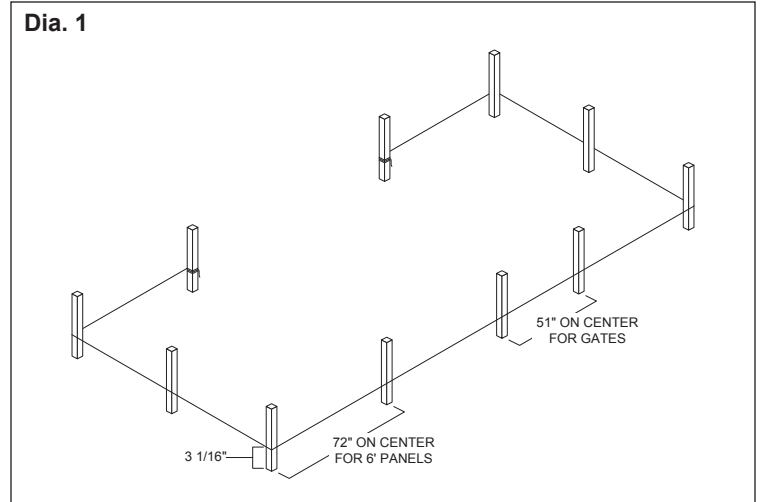 Dia. 1
51" ON CENTER
FOR GATES
72" ON CENTER
FOR 6' PANELS
3 1/16"